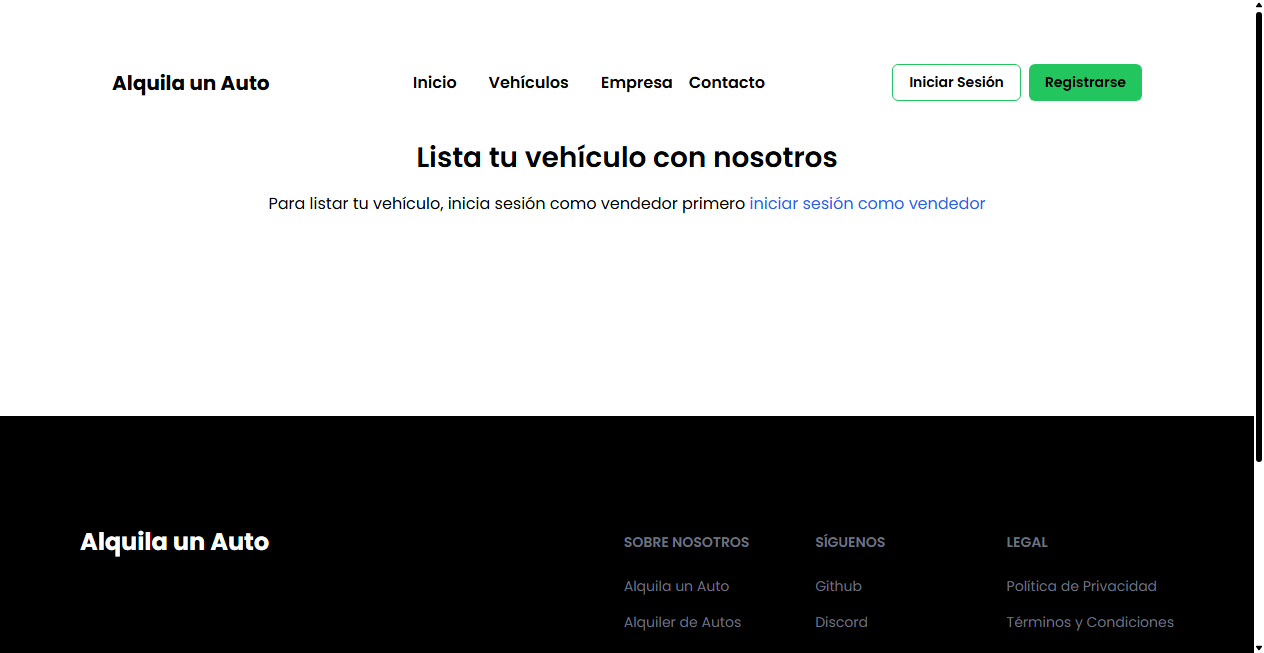 Alquila un Auto
Inicio Vehículos Empresa Contacto
Iniciar Sesión Registrarse
Lista tu vehículo con nosotros
Para listar tu vehículo, inicia sesión como vendedor primero iniciar sesión como vendedor
Alquila un Auto
SOBRE NOSOTROS
Alquila un Auto
Alquiler de Autos
SÍGUENOS
Github
Discord
LEGAL
Política de Privacidad
Términos y Condiciones